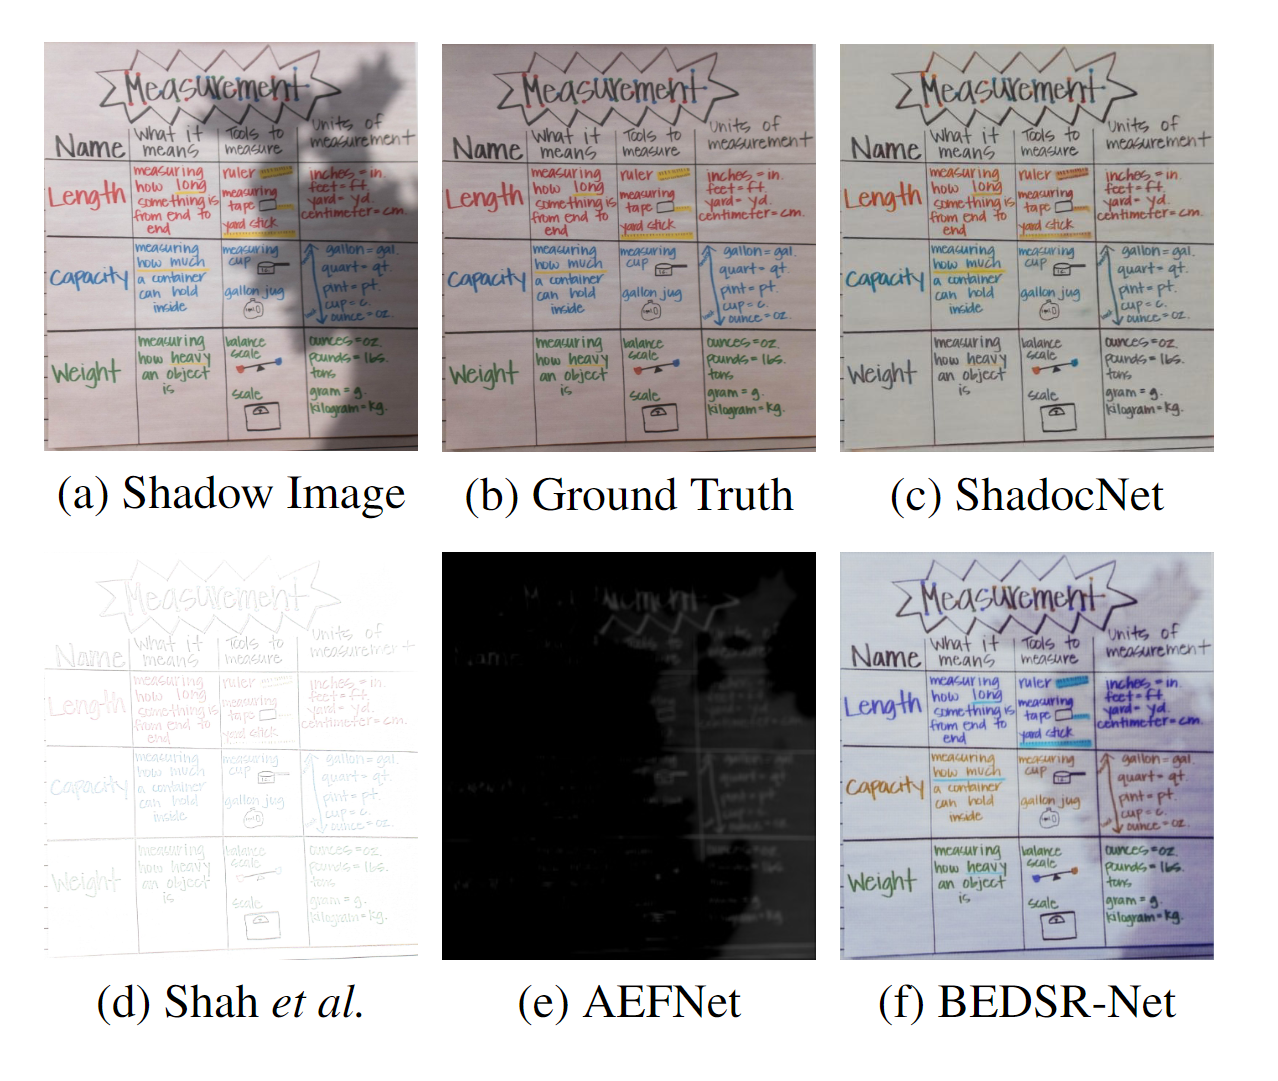 Measurement
Name
What it
means
Tools to
measure
Units of
measurement
Length
measuring
how long
something is
from end to
end
ruler
measuring
tape
yard stick
inches = in.
feet = ft.
yard = yd.
centimeter = cm.
Capacity
measuring
how much
a container
can hold
inside
measuring
cup
gallon jug
gallon = gal.
quart = qt.
pint = pt.
cup = c.
ounce = oz.
Weight
measuring
how heavy
an object
is
balance
scale
scale
ounces = oz.
pounds = lbs.
tons
gram = g.
kilogram = kg.
(a) Shadow Image
Measurement
Name
What it
means
Tools to
measure
Units of
measurement
Length
measuring
how long
something is
from end to
end
ruler
measuring
tape
yard stick
inches = in.
feet = ft.
yard = yd.
centimeter = cm.
Capacity
measuring
how much
a container
can hold
inside
measuring
cup
gallon jug
gallon = gal.
quart = qt.
pint = pt.
cup = c.
ounce = oz.
Weight
measuring
how heavy
an object
is
balance
scale
scale
ounces = oz.
pounds = lbs.
tons
gram = g.
kilogram = kg.
(b) Ground Truth
Measurement
Name
What it
means
Tools to
measure
Units of
measurement
Length
measuring
how long
something is
from end to
end
ruler
measuring
tape
yard stick
inches = in.
feet = ft.
yard = yd.
centimeter = cm.
Capacity
measuring
how much
a container
can hold
inside
measuring
cup
gallon jug
gallon = gal.
quart = qt.
pint = pt.
cup = c.
ounce = oz.
Weight
measuring
how heavy
an object
is
balance
scale
scale
ounces = oz.
pounds = lbs.
tons
gram = g.
kilogram = kg.
(c) ShadocNet
Measurement
Name
What it
means
Tools to
measure
Units of
measurement
Length
measuring
how long
something is
from end to
end
ruler
measuring
tape
yard stick
inches = in.
feet = ft.
yard = yd.
centimeter = cm.
Capacity
measuring
how much
a container
can hold
inside
measuring
cup
gallon jug
gallon = gal.
quart = qt.
pint = pt.
cup = c.
ounce = oz.
Weight
measuring
how heavy
an object
is
balance
scale
scale
ounces = oz.
pounds = lbs.
tons
gram = g.
kilogram = kg.
(d) Shah et al.
(e) AEFNet
Measurement
Name
What it
means
Tools to
measure
Units of
measurement
Length
measuring
how long
something is
from end to
end
ruler
measuring
tape
yard stick
inches = in.
feet = ft.
yard = yd.
centimeter = cm.
Capacity
measuring
how much
a container
can hold
inside
measuring
cup
gallon jug
gallon = gal.
quart = qt.
pint = pt.
cup = c.
ounce = oz.
Weight
measuring
how heavy
an object
is
balance
scale
scale
ounces = oz.
pounds = lbs.
tons
gram = g.
kilogram = kg.
(f) BEDSR-Net